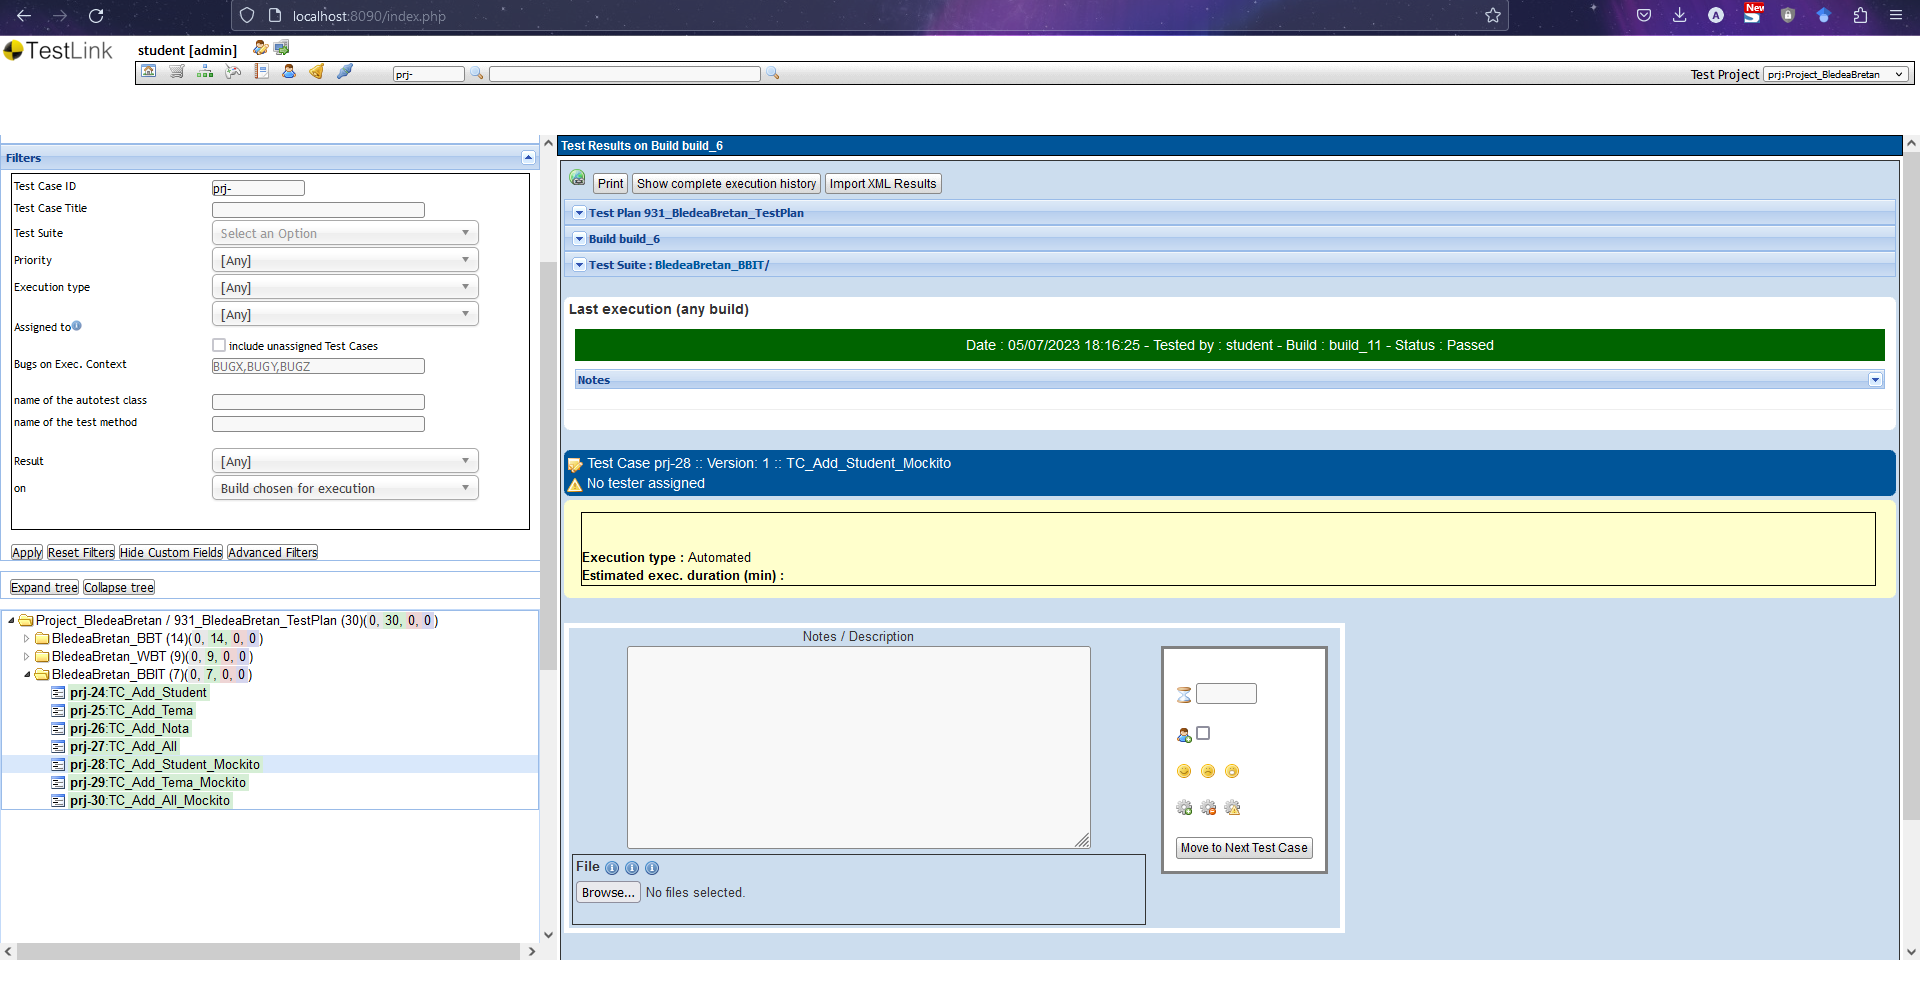 localhost:8090/index.php
New
TestLink
student [admin]
prj-
Test Project prj:Project_BledeaBretan
Filters
Test Case ID prj-
Test Case Title
Test Suite Select an Option
Priority [Any]
Execution type [Any]
[Any]
Assigned to
include unassigned Test Cases
Bugs on Exec. Context BUGX,BUGY,BUGZ
name of the autotest class
name of the test method
Result [Any]
on Build chosen for execution
Apply Reset Filters Hide Custom Fields Advanced Filters
Expand tree Collapse tree
Project_BledeaBretan / 931_BledeaBretan_TestPlan (30)(0, 30, 0, 0 )
BledeaBretan_BBT (14)(0, 14, 0, 0 )
BledeaBretan_WBT (9)(0, 9, 0, 0 )
BledeaBretan_BBIT (7)(0, 7, 0, 0 )
prj-24:TC_Add_Student
prj-25:TC_Add_Tema
prj-26:TC_Add_Nota
prj-27:TC_Add_All
prj-28:TC_Add_Student_Mockito
prj-29:TC_Add_Tema_Mockito
prj-30:TC_Add_All_Mockito
Test Results on Build build_6
Print Show complete execution history Import XML Results
Test Plan 931_BledeaBretan_TestPlan
Build build_6
Test Suite : BledeaBretan_BBIT/
Last execution (any build)
Date : 05/07/2023 18:16:25 - Tested by : student - Build : build_11 - Status : Passed
Notes
Test Case prj-28 :: Version: 1 :: TC_Add_Student_Mockito
No tester assigned
Execution type : Automated
Estimated exec. duration (min) :
Notes / Description
Move to Next Test Case
File
Browse... No files selected.